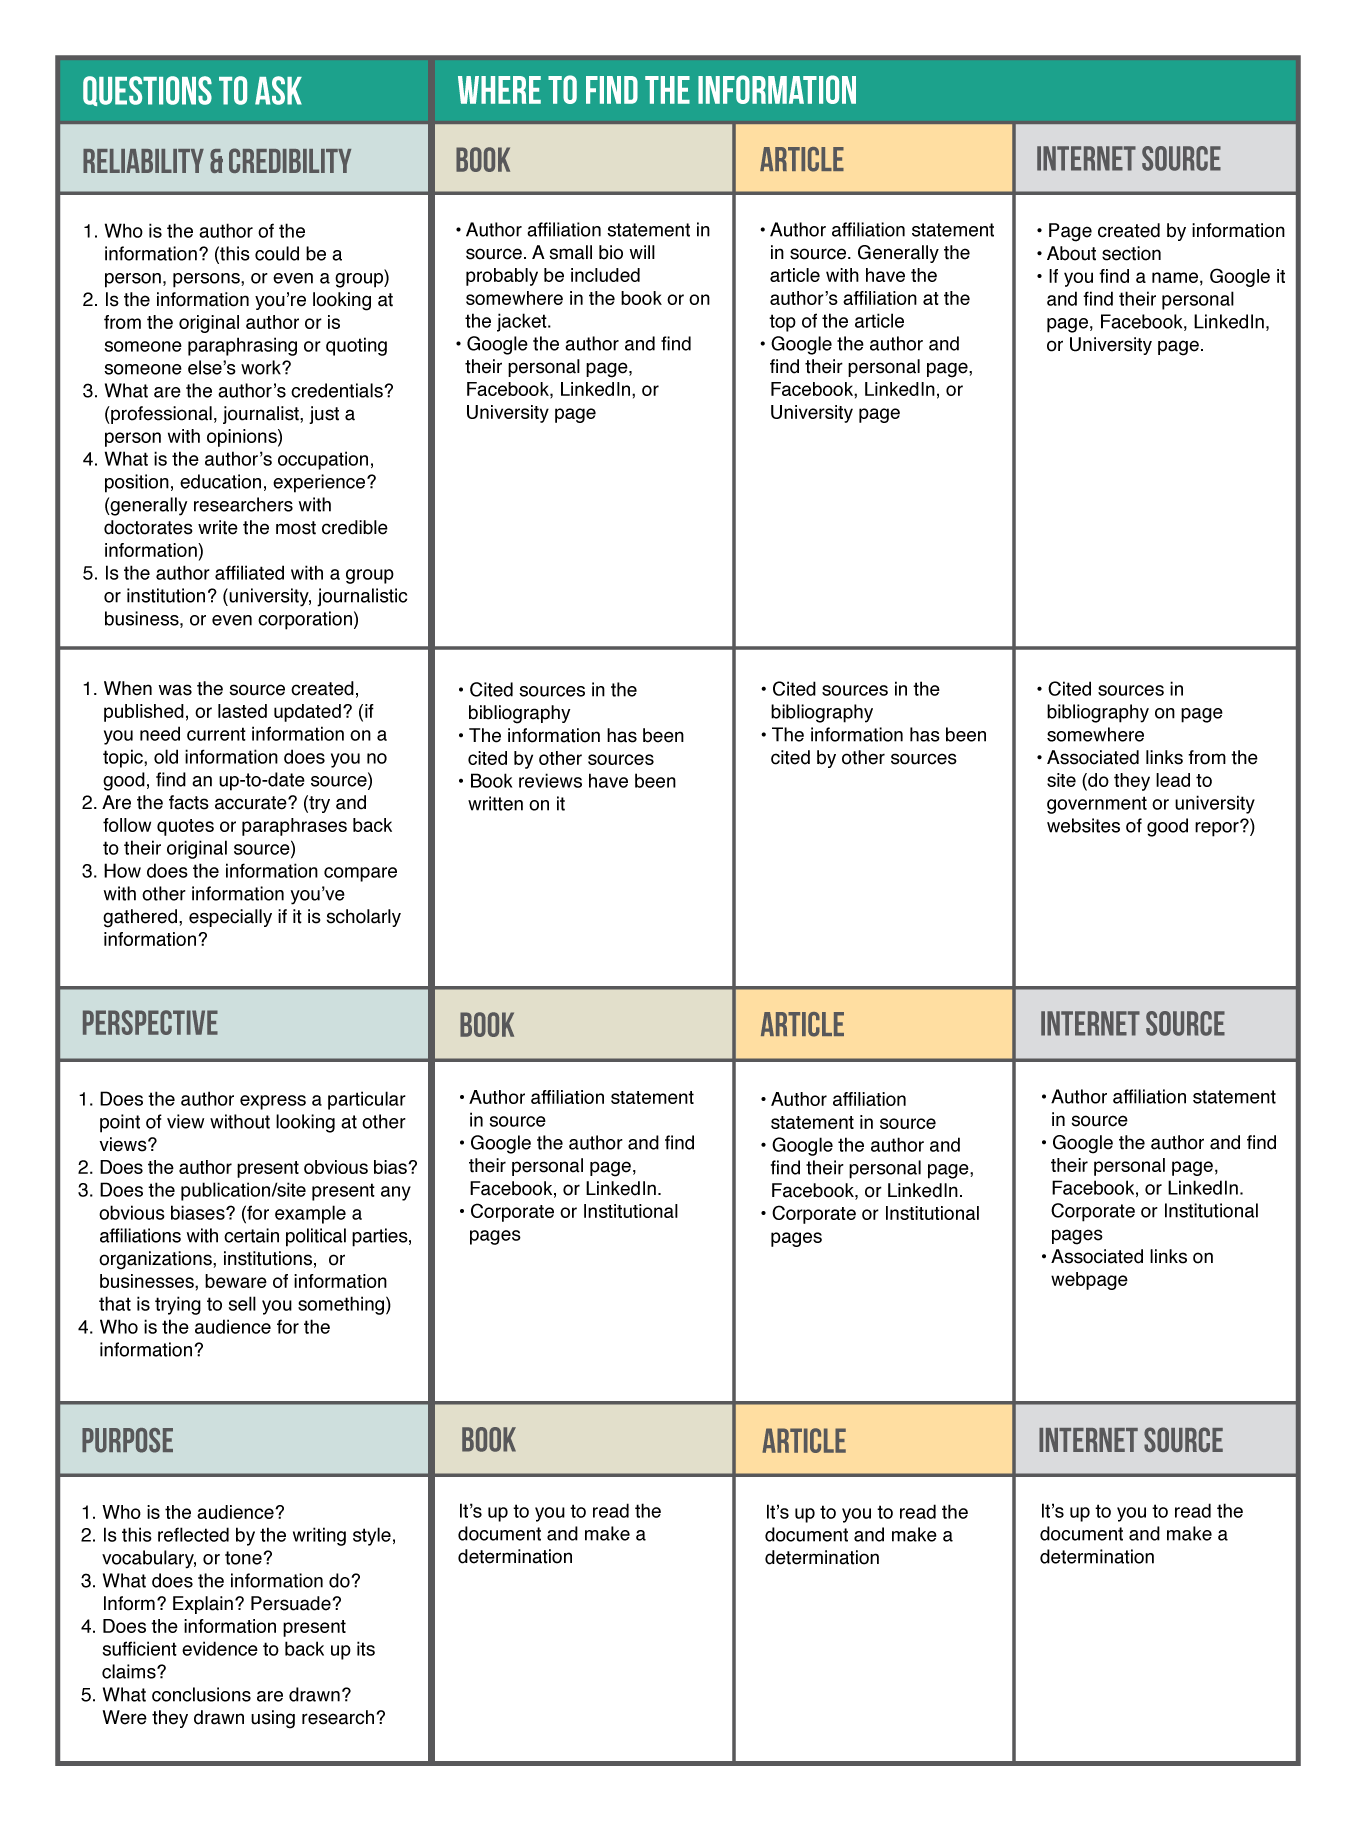 QUESTIONS TO ASK
WHERE TO FIND THE INFORMATION
RELIABILITY & CREDIBILITY
BOOK
ARTICLE
INTERNET SOURCE
1. Who is the author of the
information? (this could be a
person, persons, or even a group)
2. Is the information you're looking at
from the original author or is
someone paraphrasing or quoting
someone else's work?
3. What are the author's credentials?
(professional, journalist, just a
person with opinions)
4. What is the author's occupation,
position, education, experience?
(generally researchers with
doctorates write the most credible
information)
5. Is the author affiliated with a group
or institution? (university, journalistic
business, or even corporation)
• Author affiliation statement in
source. A small bio will
probably be included
somewhere in the book or on
the jacket.
• Google the author and find
their personal page,
Facebook, LinkedIn, or
University page
• Author affiliation statement
in source. Generally the
article with have the
author's affiliation at the
top of the article
• Google the author and
find their personal page,
Facebook, LinkedIn, or
University page
• Page created by information
• About section
• If you find a name, Google it
and find their personal
page, Facebook, LinkedIn,
or University page.
1. When was the source created,
published, or lasted updated? (if
you need current information on a
topic, old information does you no
good, find an up-to-date source)
2. Are the facts accurate? (try and
follow quotes or paraphrases back
to their original source)
3. How does the information compare
with other information you've
gathered, especially if it is scholarly
information?
• Cited sources in the
bibliography
• The information has been
cited by other sources
• Book reviews have been
written on it
• Cited sources in the
bibliography
• The information has been
cited by other sources
• Cited sources in
bibliography on page
somewhere
• Associated links from the
site (do they lead to
government or university
websites of good repor?)
PERSPECTIVE
BOOK
ARTICLE
INTERNET SOURCE
1. Does the author express a particular
point of view without looking at other
views?
2. Does the author present obvious bias?
3. Does the publication/site present any
obvious biases? (for example a
affiliations with certain political parties,
organizations, institutions, or
businesses, beware of information
that is trying to sell you something)
4. Who is the audience for the
information?
• Author affiliation statement
in source
• Google the author and find
their personal page,
Facebook, or LinkedIn.
• Corporate or Institutional
pages
• Author affiliation
statement in source
• Google the author and
find their personal page,
Facebook, or LinkedIn.
• Corporate or Institutional
pages
• Author affiliation statement
in source
• Google the author and find
their personal page,
Facebook, or LinkedIn.
Corporate or Institutional
pages
• Associated links on
webpage
PURPOSE
BOOK
ARTICLE
INTERNET SOURCE
1. Who is the audience?
2. Is this reflected by the writing style,
vocabulary, or tone?
3. What does the information do?
Inform? Explain? Persuade?
4. Does the information present
sufficient evidence to back up its
claims?
5. What conclusions are drawn?
Were they drawn using research?
It's up to you to read the
document and make a
determination
It's up to you to read the
document and make a
determination
It's up to you to read the
document and make a
determination